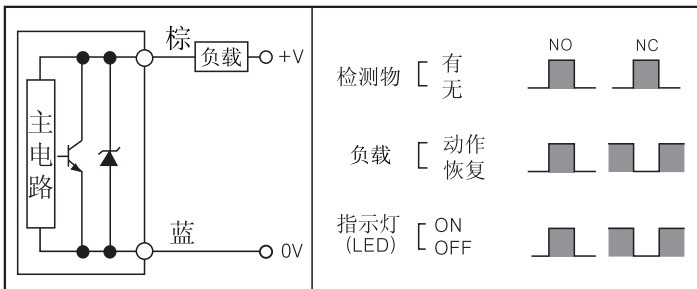 棕
负载
+V
主电路
蓝
0V
NO NC
检测物 有
无
负载 动作
恢复
指示灯 ON
(LED) OFF